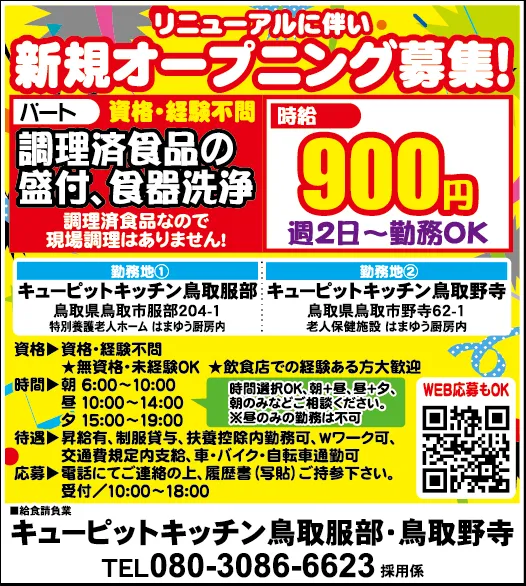 リニューアルに伴い
新規オープニング募集!
パート 資格・経験不問
調理済食品の
盛付、食器洗浄
調理済食品なので
現場調理はありません!
時給
900円
週2日〜勤務OK
勤務地①
キューピットキッチン鳥取服部
鳥取県鳥取市服部204-1
特別養護老人ホーム はまゆう厨房内
勤務地②
キューピットキッチン鳥取野寺
鳥取県鳥取市野寺62-1
老人保健施設 はまゆう厨房内
資格▶資格・経験不問
★無資格・未経験OK ★飲食店での経験ある方大歓迎
時間▶朝 6:00〜10:00
昼 10:00〜14:00
夕 15:00〜19:00
時間選択OK、朝+昼、昼+夕、
朝のみなどご相談ください。
※昼のみの勤務は不可
待遇▶昇給有、制服貸与、扶養控除内勤務可、Wワーク可、
交通費規定内支給、車・バイク・自転車通勤可
応募▶電話にてご連絡の上、履歴書(写貼)ご持参下さい。
受付/10:00〜18:00
WEB応募もOK
■給食請負業
キューピットキッチン鳥取服部・鳥取野寺
TEL080-3086-6623 採用係